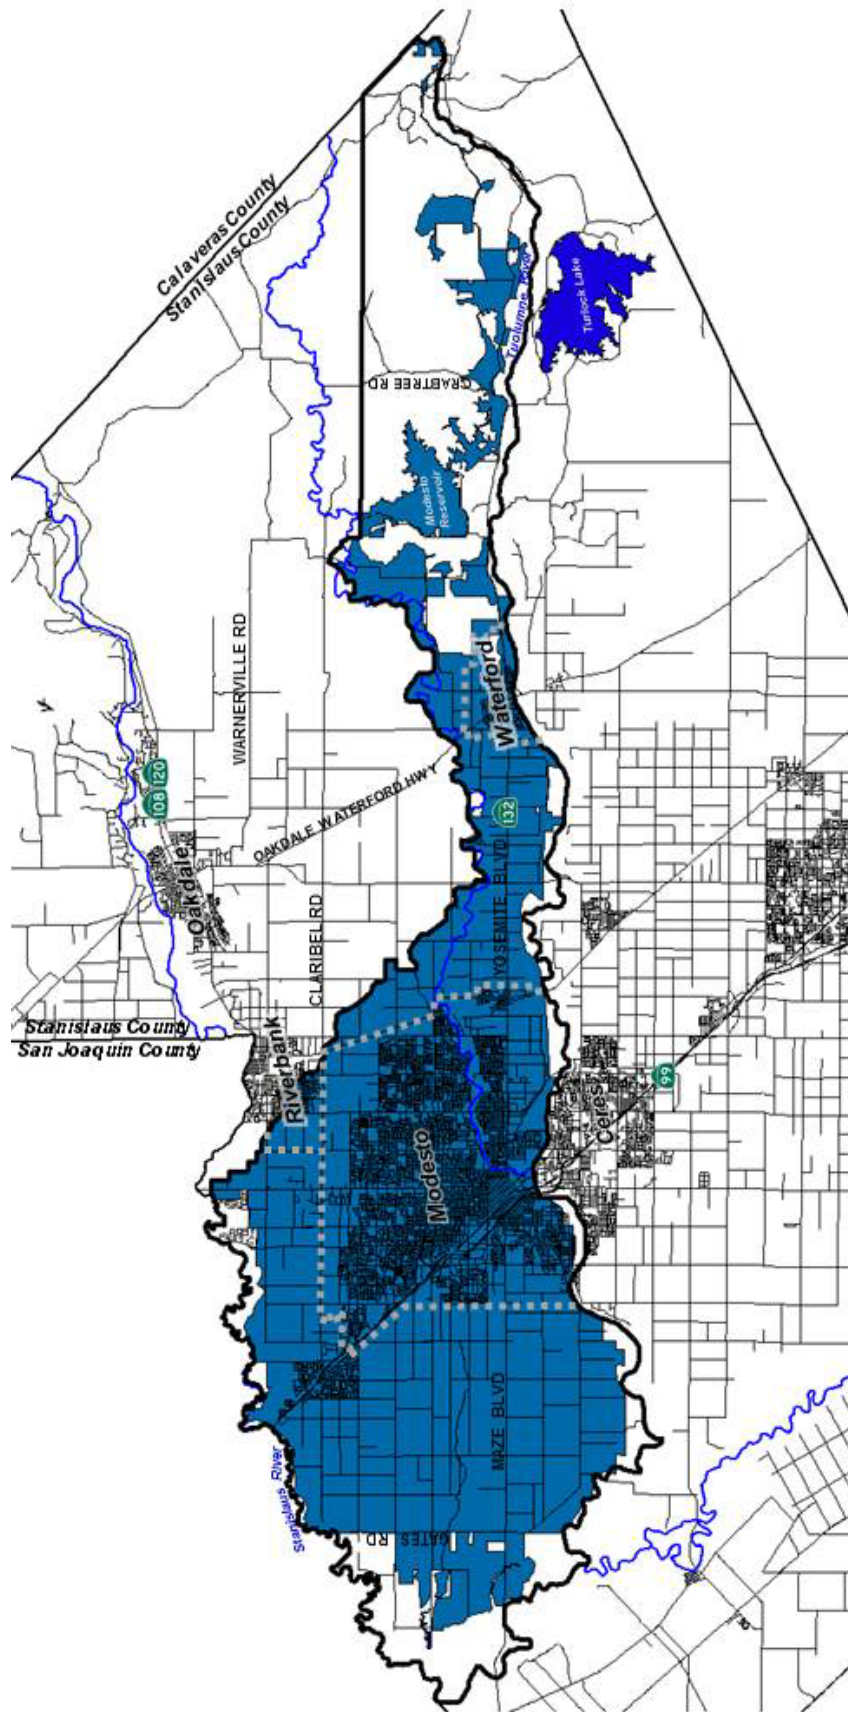 Calaveras County
Stanislaus County
Tuolumne River
Turlock Lake
CRABTREE RD
Modesto
Reservoir
WARNERVILLE RD
Waterford
108
120
OAKDALE WATERFORD HWY
132
Oakdale
YOSEMITE BLVD
CLARIBEL RD
Stanislaus County
San Joaquin County
Riverbank
Ceres
99
Modesto
MAZE BLVD
Stanislaus River
GATES RD